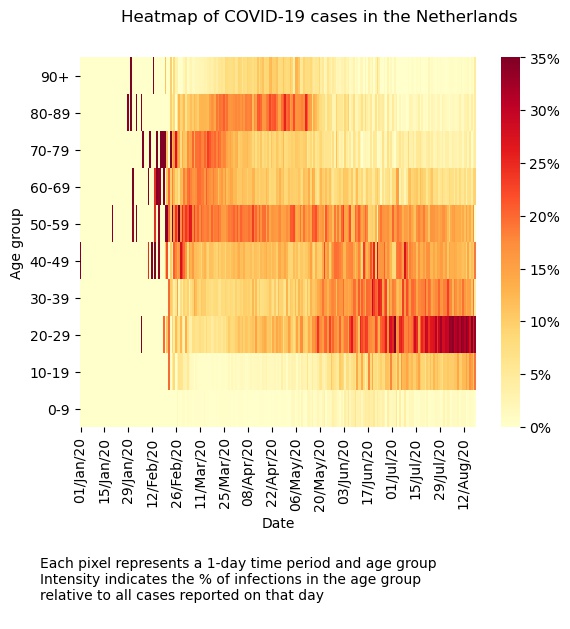 Heatmap of COVID-19 cases in the Netherlands
90+
80-89
70-79
60-69
50-59
40-49
30-39
20-29
10-19
0-9
Age group
01/Jan/20
15/Jan/20
29/Jan/20
12/Feb/20
26/Feb/20
11/Mar/20
25/Mar/20
08/Apr/20
22/Apr/20
06/May/20
20/May/20
03/Jun/20
17/Jun/20
01/Jul/20
15/Jul/20
29/Jul/20
12/Aug/20
Date
35%
30%
25%
20%
15%
10%
5%
0%
Each pixel represents a 1-day time period and age group
Intensity indicates the % of infections in the age group
relative to all cases reported on that day